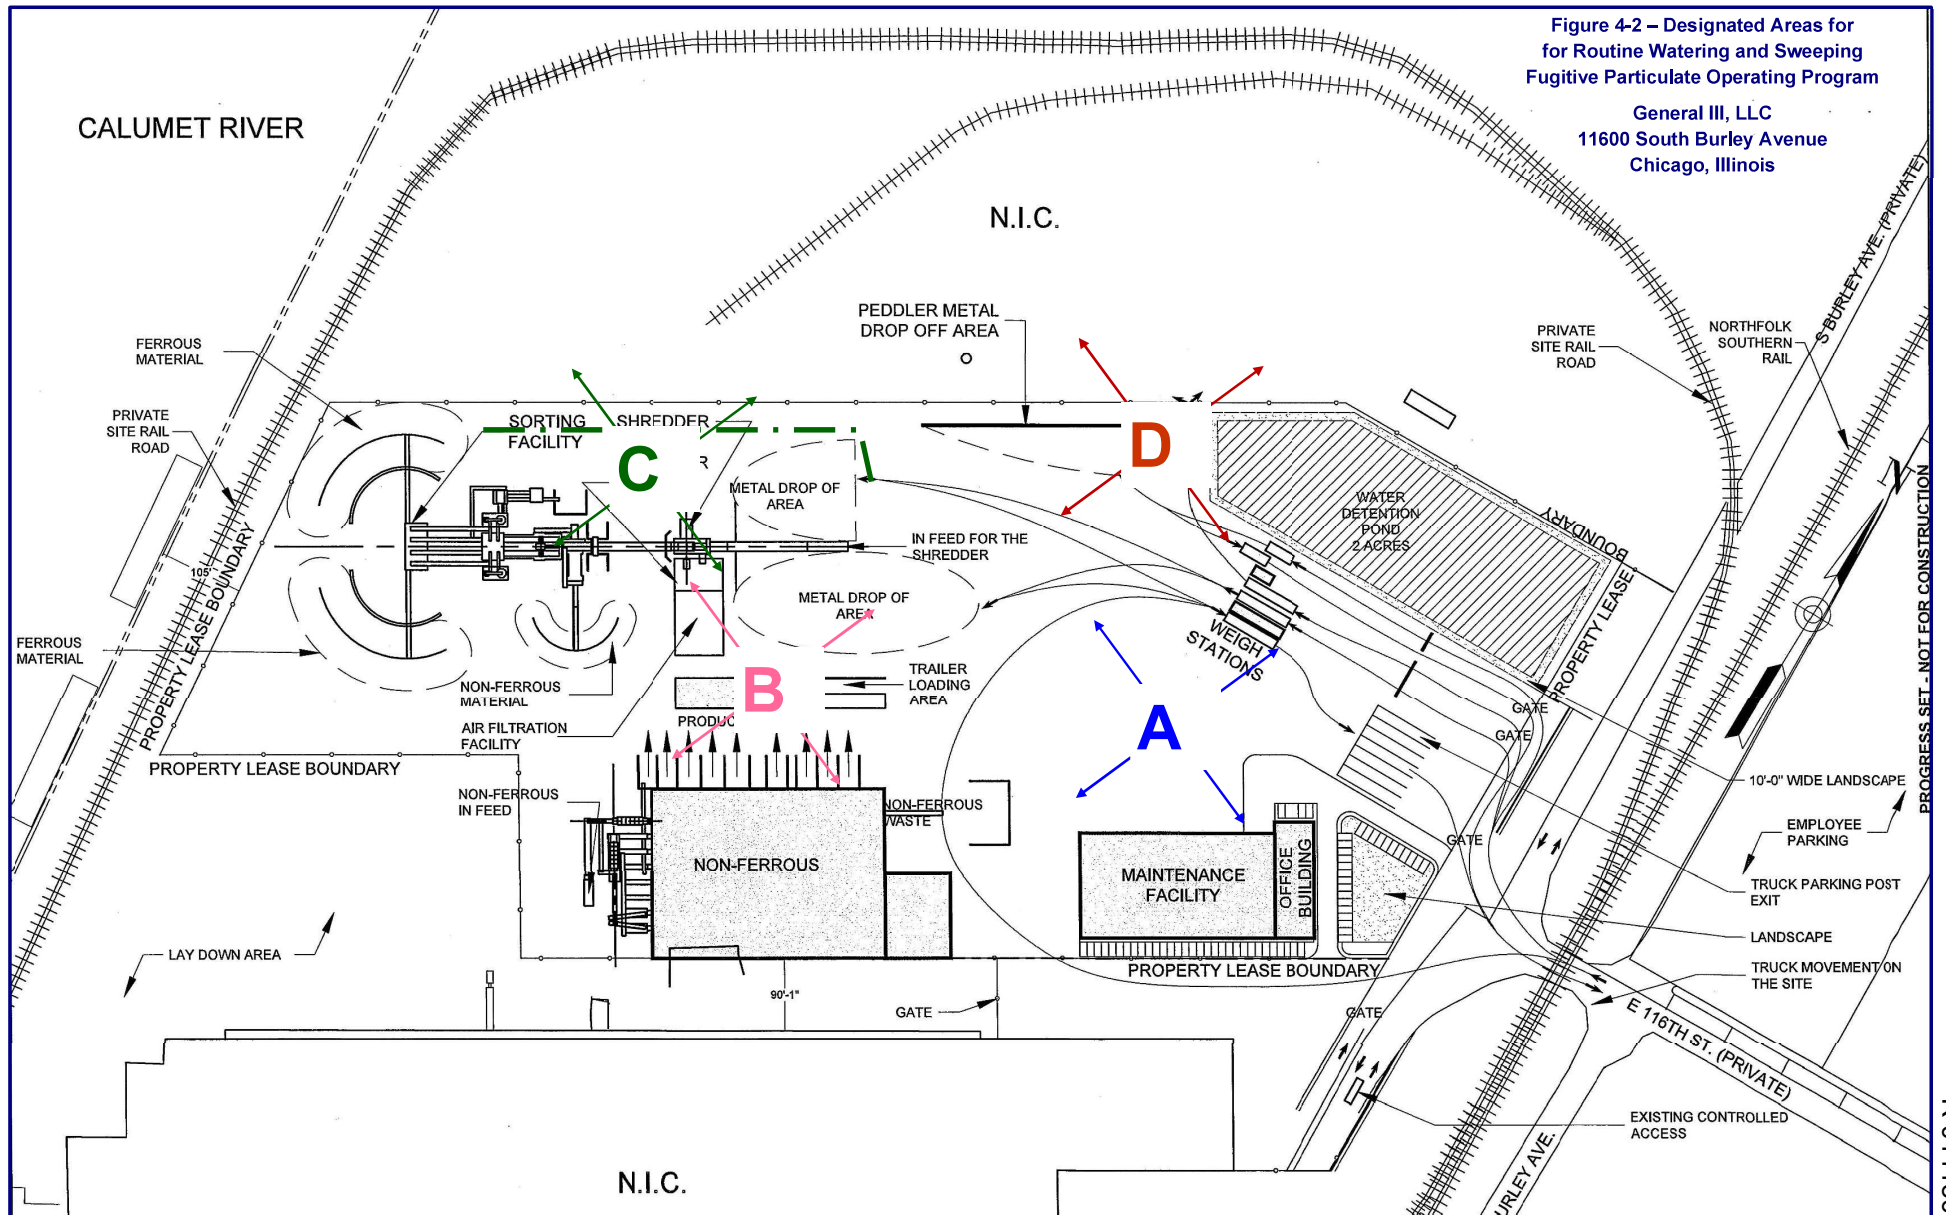 Figure 4-2 – Designated Areas for
for Routine Watering and Sweeping
Fugitive Particulate Operating Program
General III, LLC
11600 South Burley Avenue
Chicago, Illinois
CALUMET RIVER
N.I.C.
S BURLEY AVE. (PRIVATE)
PEDDLER METAL
DROP OFF AREA
PRIVATE
SITE RAIL
ROAD
NORTHFOLK
SOUTHERN
RAIL
FERROUS
MATERIAL
PRIVATE
SITE RAIL
ROAD
SORTING
FACILITY
SHREDDER
R
C
D
METAL DROP OF
AREA
WATER
DETENTION
POND
2 ACRES
PROPERTY LEASE
BOUNDARY
N
IN FEED FOR THE
SHREDDER
105'
PROPERTY LEASE BOUNDARY
METAL DROP OF
AREA
WEIGH
STATIONS
FERROUS
MATERIAL
NON-FERROUS
MATERIAL
TRAILER
LOADING
AREA
B
A
PRODUC
AIR FILTRATION
FACILITY
GATE
GATE
PROPERTY LEASE BOUNDARY
10'-0" WIDE LANDSCAPE
PROGRESS SET - NOT FOR CONSTRUCTION
NON-FERROUS
IN FEED
NON-FERROUS
WASTE
EMPLOYEE
PARKING
GATE
NON-FERROUS
MAINTENANCE
FACILITY
OFFICE
BUILDING
TRUCK PARKING POST
EXIT
LANDSCAPE
LAY DOWN AREA
PROPERTY LEASE BOUNDARY
TRUCK MOVEMENT ON
THE SITE
90'-1"
GATE
GATE
E 116TH ST. (PRIVATE)
EXISTING CONTROLLED
ACCESS
URLEY AVE.
N.I.C.